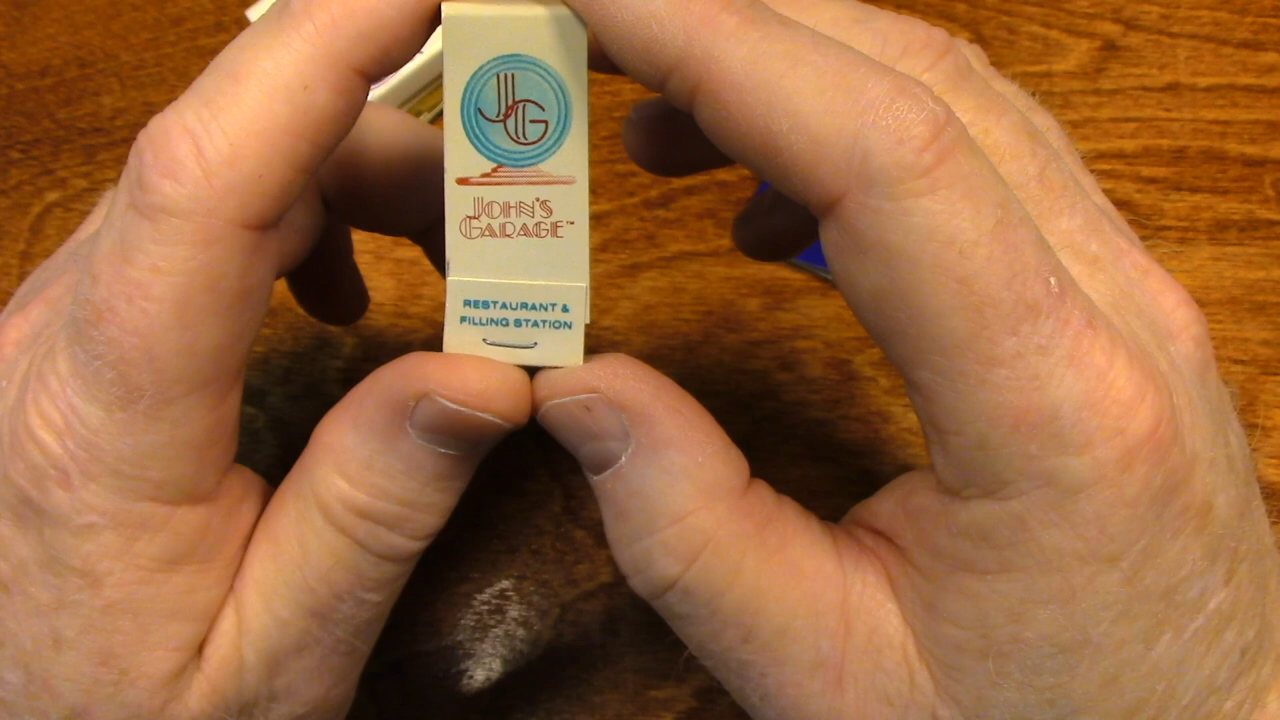 JG
JOHN'S
GARAGE™
RESTAURANT &
FILLING STATION